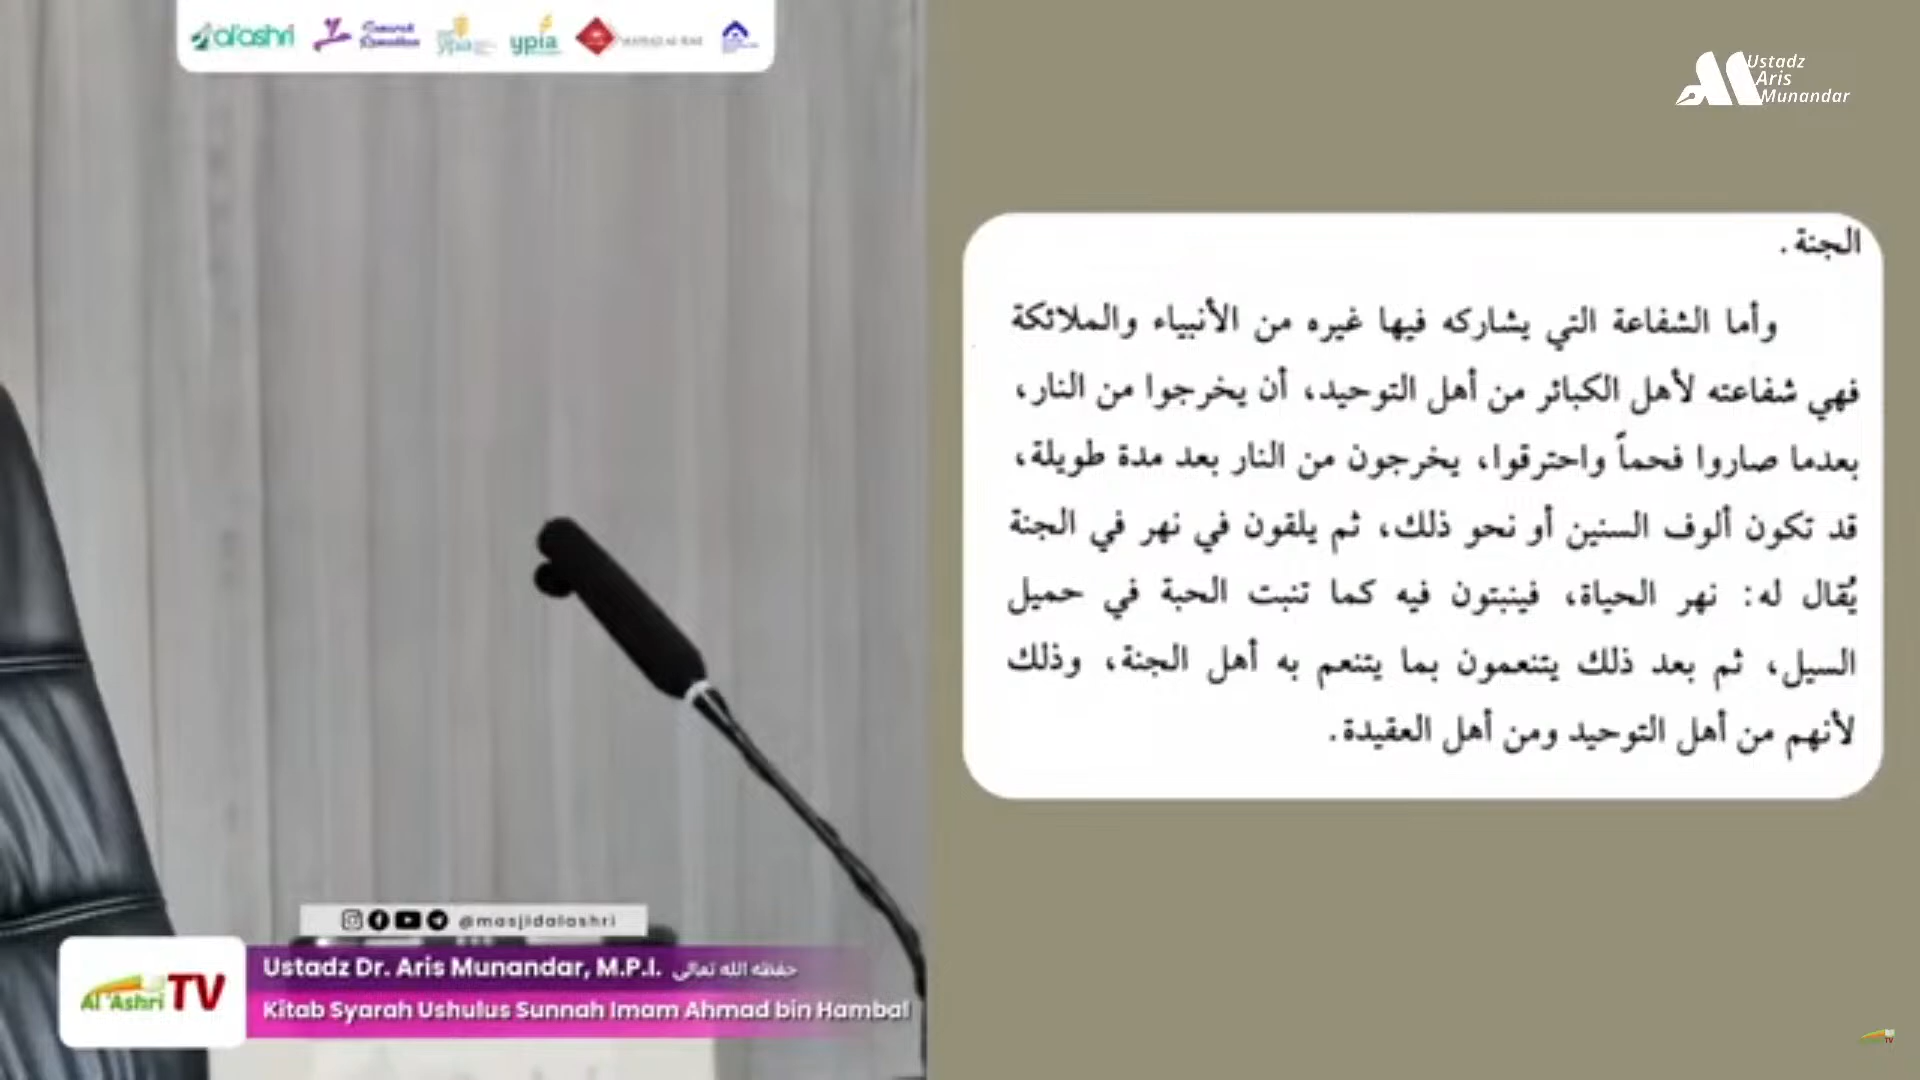 al'ashri
Semarak
Ramadhan
ypia
ypia
Ustadz
Aris
Munandar
الجنة.
وأما الشفاعة التي يشاركه فيها غيره من الأنبياء والملائكة
فهي شفاعته لأهل الكبائر من أهل التوحيد، أن يخرجوا من النار،
بعدما صاروا فحماً واحترقوا، يخرجون من النار بعد مدة طويلة،
قد تكون ألوف السنين أو نحو ذلك، ثم يلقون في نهر في الجنة
يُقال له: نهر الحياة، فينبتون فيه كما تنبت الحبة في حميل
السيل، ثم بعد ذلك يتنعمون بما يتنعم به أهل الجنة، وذلك
لأنهم من أهل التوحيد ومن أهل العقيدة.
@masjidalashri
Al 'Ashri TV
Ustadz Dr. Aris Munandar, M.P.I. حفظه الله تعالى
Kitab Syarah Ushulus Sunnah Imam Ahmad bin Hambal
TV